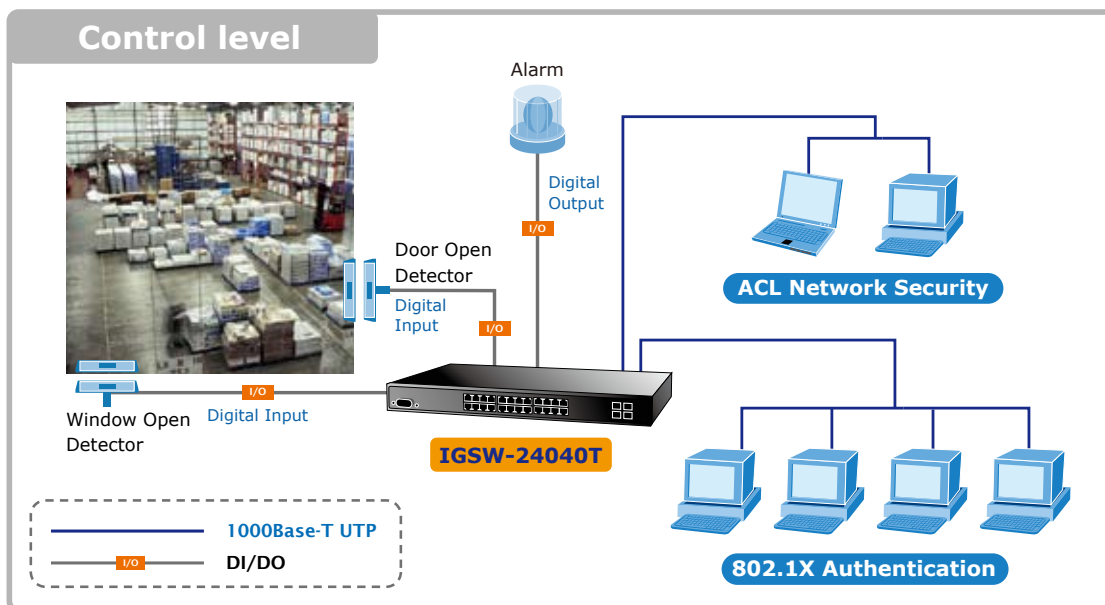 Control level
Alarm
Digital
Output
I/O
Door Open
Detector
Digital
Input
I/O
ACL Network Security
I/O
Window Open
Detector
Digital Input
IGSW-24040T
1000Base-T UTP
I/O
DI/DO
802.1X Authentication